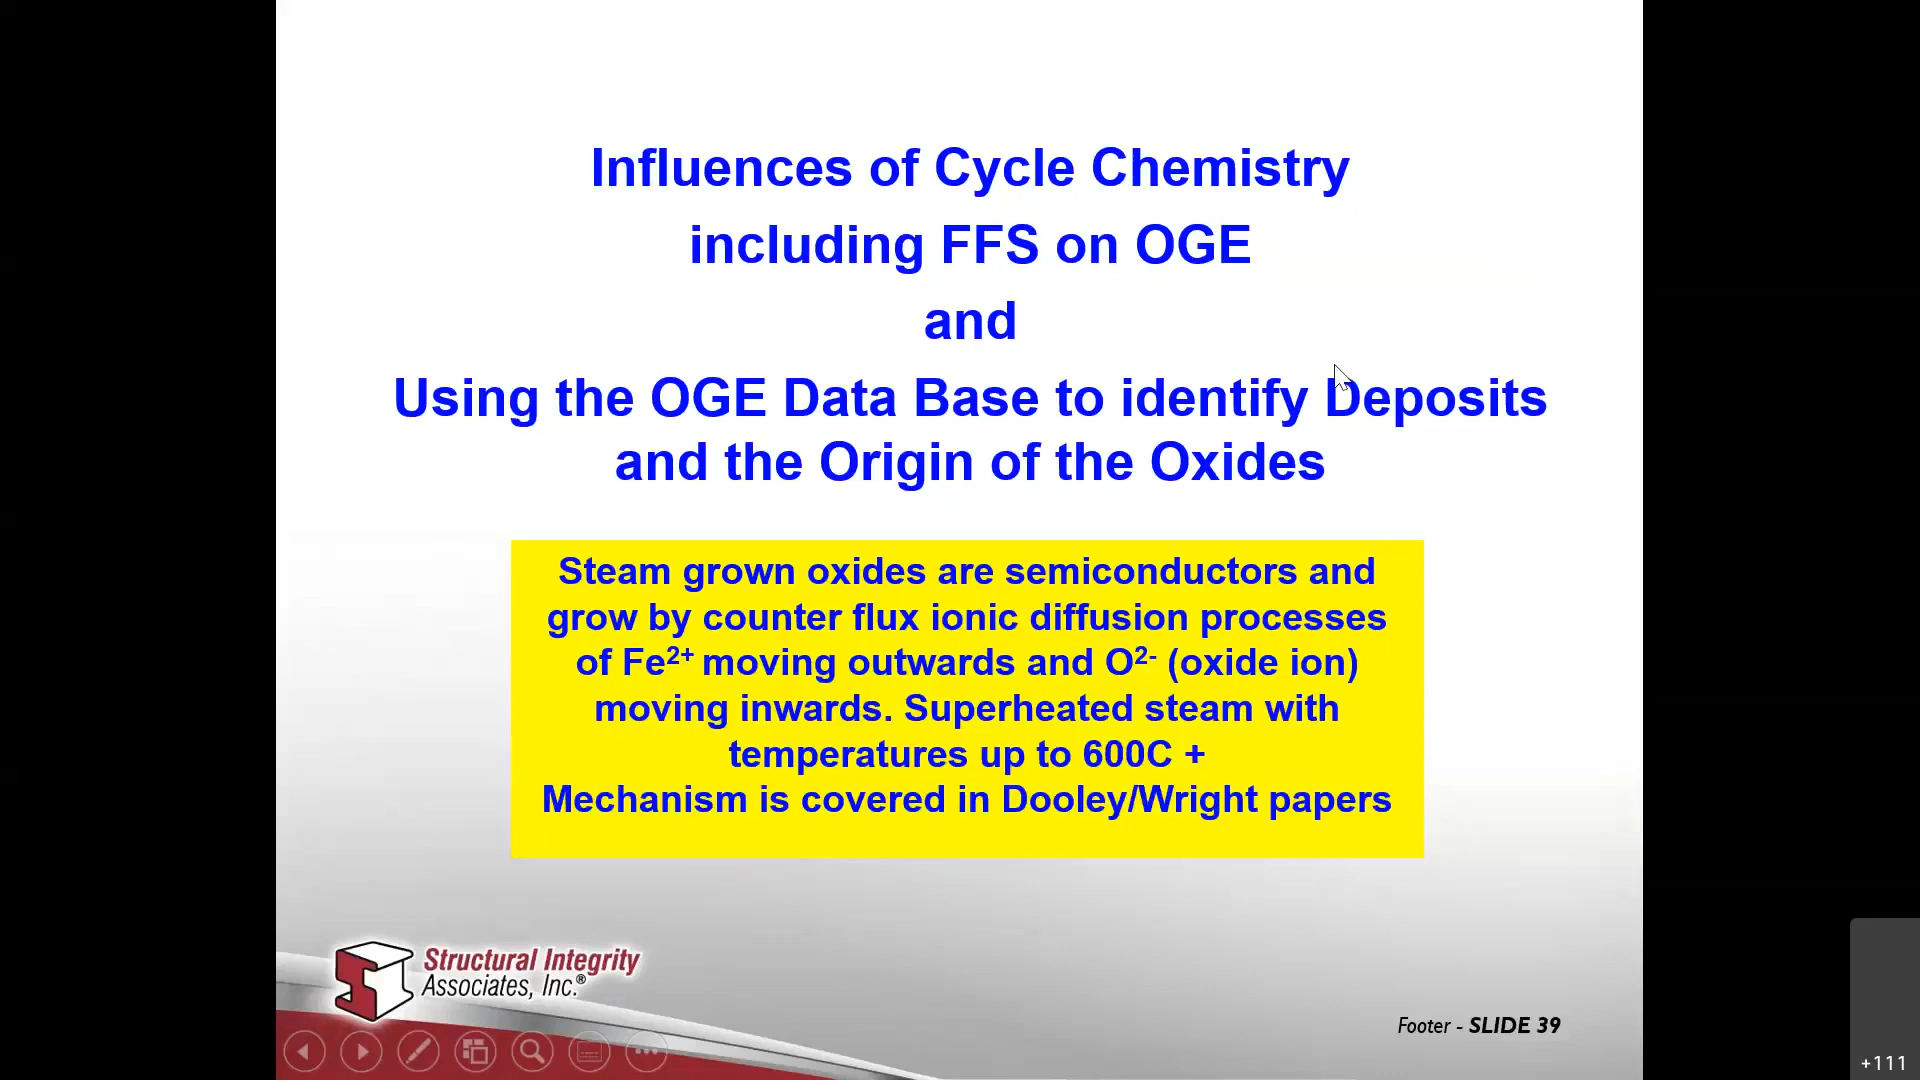 Influences of Cycle Chemistry
including FFS on OGE
and
Using the OGE Data Base to identify Deposits
and the Origin of the Oxides
Steam grown oxides are semiconductors and
grow by counter flux ionic diffusion processes
of Fe²⁺ moving outwards and O²⁻ (oxide ion)
moving inwards. Superheated steam with
temperatures up to 600C +
Mechanism is covered in Dooley/Wright papers
Structural Integrity
Associates, Inc.®
Footer - SLIDE 39
+111